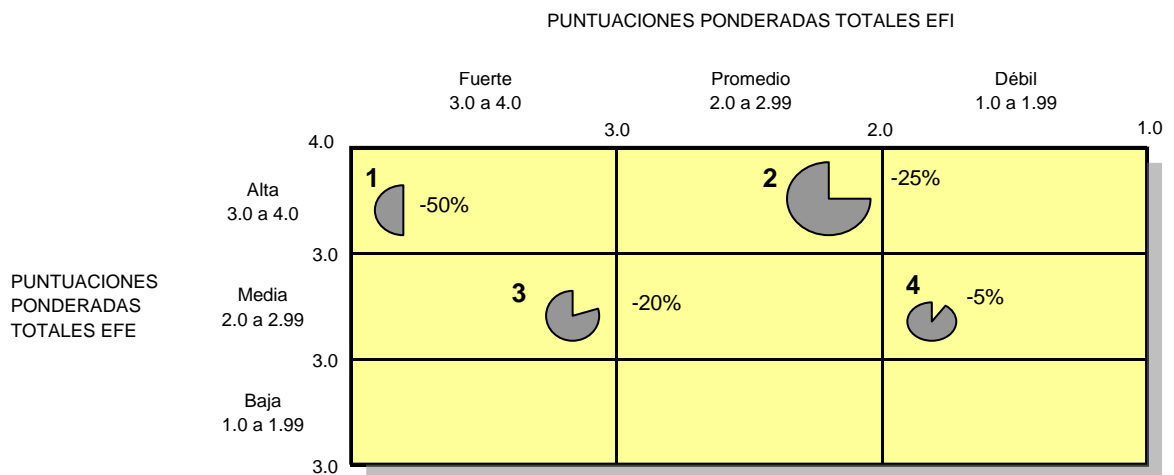 PUNTUACIONES PONDERADAS TOTALES EFI
Fuerte
3.0 a 4.0
Promedio
2.0 a 2.99
Débil
1.0 a 1.99
4.0
3.0
2.0
1.0
Alta
3.0 a 4.0
1
-50%
2
-25%
3.0
PUNTUACIONES
PONDERADAS
TOTALES EFE
Media
2.0 a 2.99
3
-20%
4
-5%
3.0
Baja
1.0 a 1.99
3.0